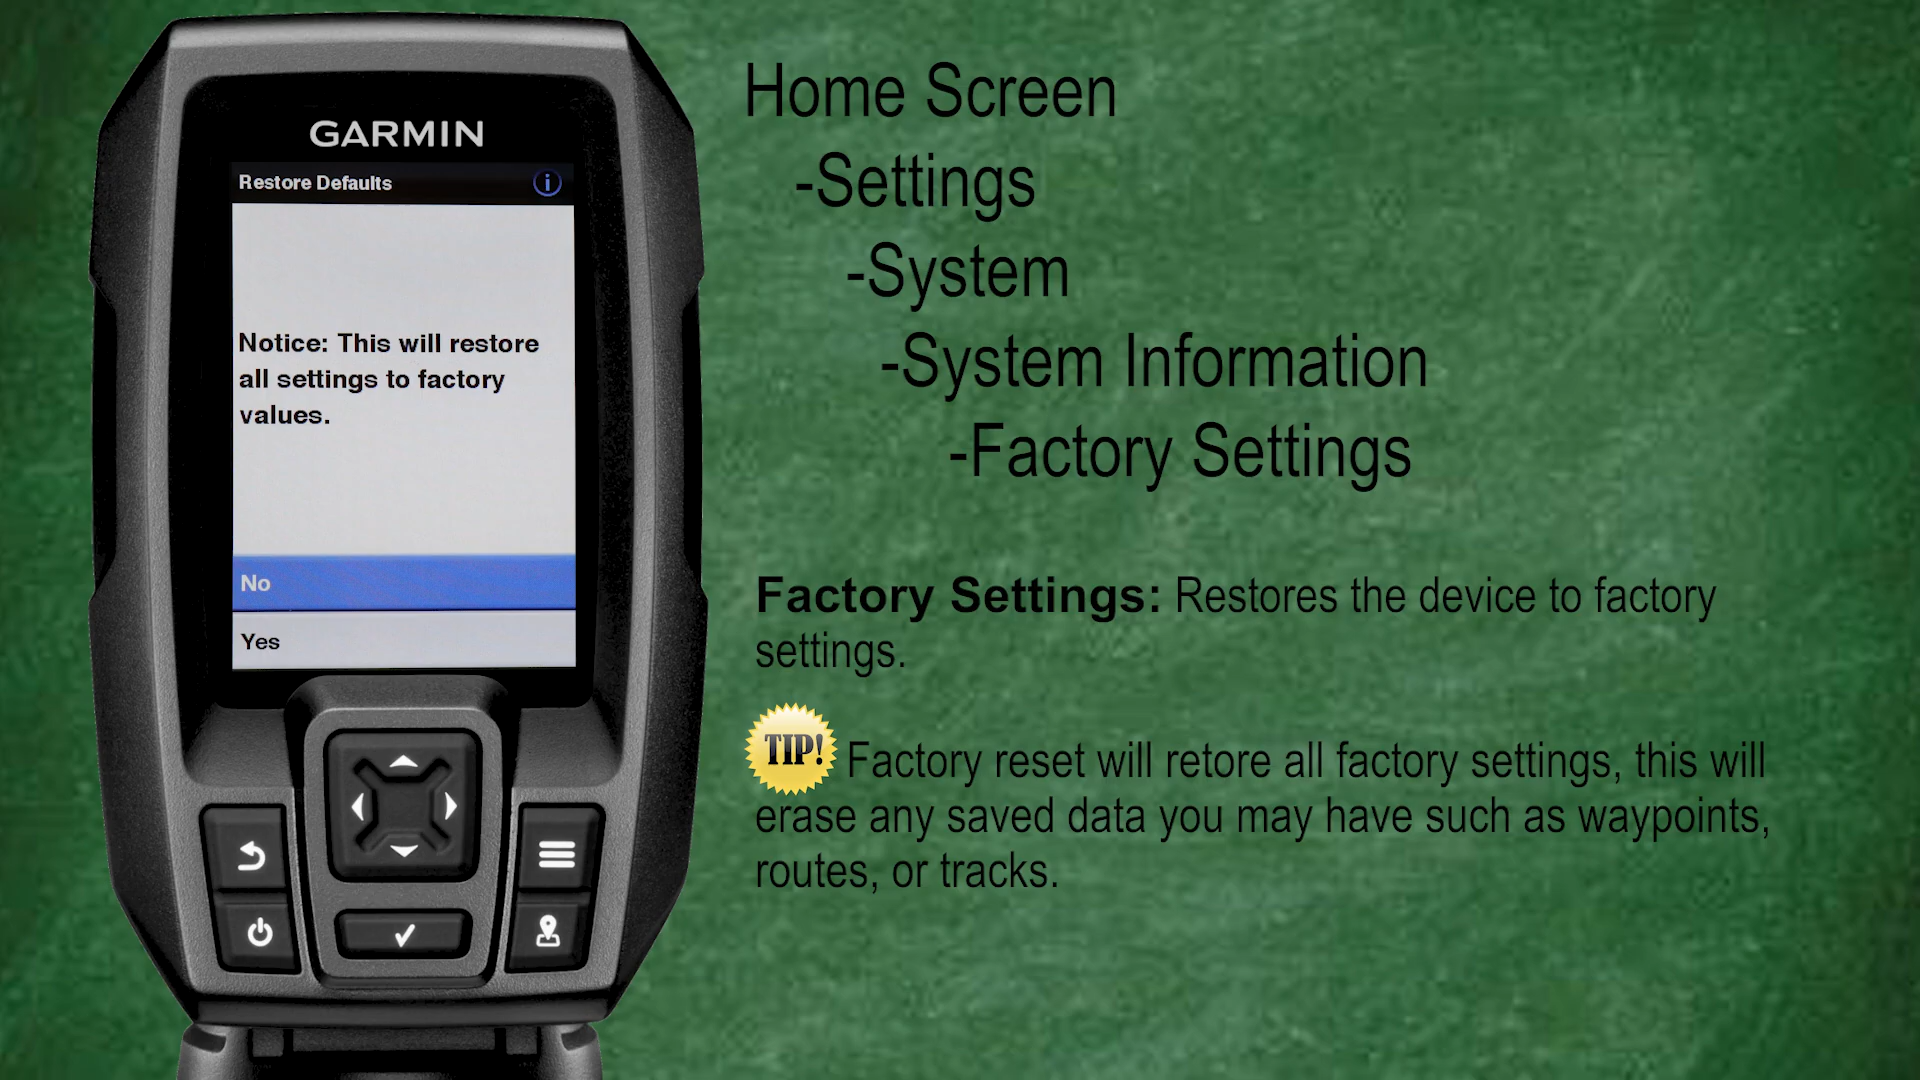 GARMIN
Restore Defaults
Notice: This will restore
all settings to factory
values.
No
Yes
Home Screen
-Settings
-System
-System Information
-Factory Settings
Factory Settings: Restores the device to factory
settings.
TIP! Factory reset will retore all factory settings, this will
erase any saved data you may have such as waypoints,
routes, or tracks.